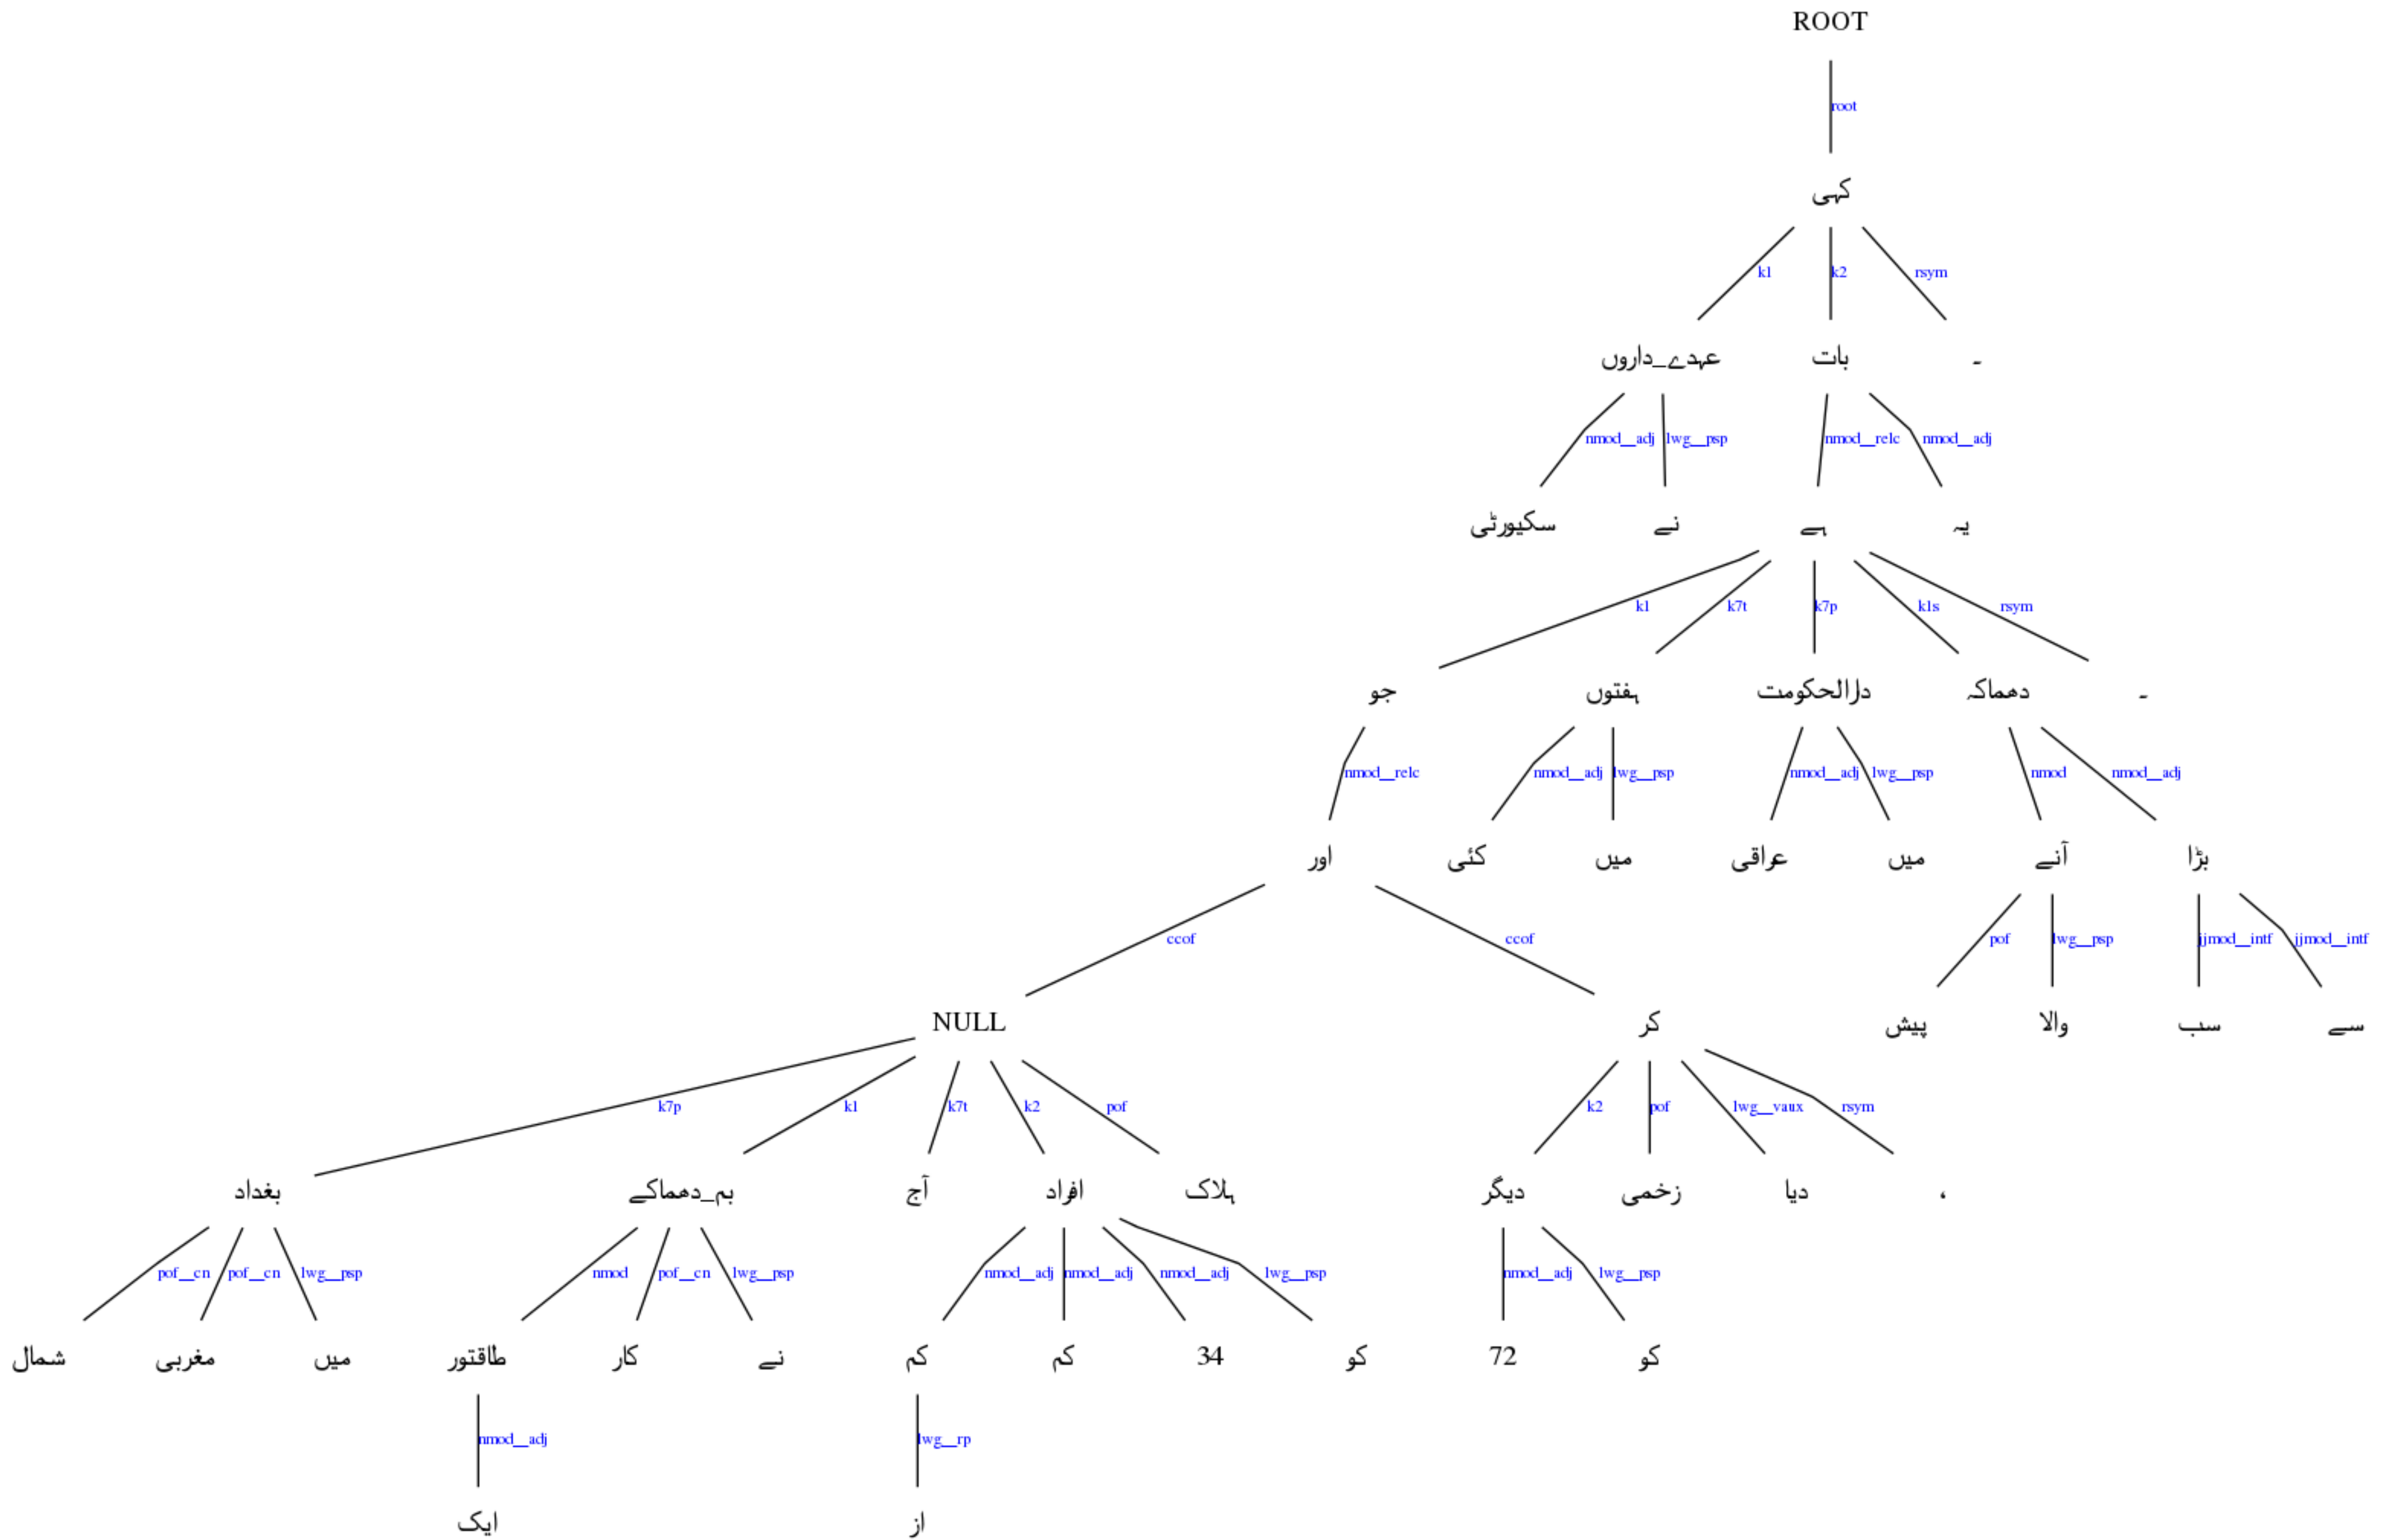 ROOT
root
کہی
k1 k2 rsym
عہدے_داروں بات ۔
nmod__adj lwg__psp nmod__relc nmod__adj
سکیورٹی نے ہے یہ
k1 k7t k7p k1s rsym
جو ہفتوں دارالحکومت دھماکہ ۔
nmod__relc nmod__adj lwg__psp nmod__adj lwg__psp nmod nmod__adj
اور کئی میں عراقی میں آنے بڑا
ccof ccof pof lwg__psp jjmod__intf jjmod__intf
NULL کر پیش والا سب سے
k7p k1 k7t k2 pof k2 pof lwg__vaux rsym
بغداد بم_دھماکے آج افراد ہلاک دیگر زخمی دیا ،
pof__cn pof__cn lwg__psp nmod pof__cn lwg__psp nmod__adj nmod__adj nmod__adj lwg__psp nmod__adj lwg__psp
شمال مغربی میں طاقتور کار نے کم کم 34 کو 72 کو
nmod__adj lwg__rp
ایک از